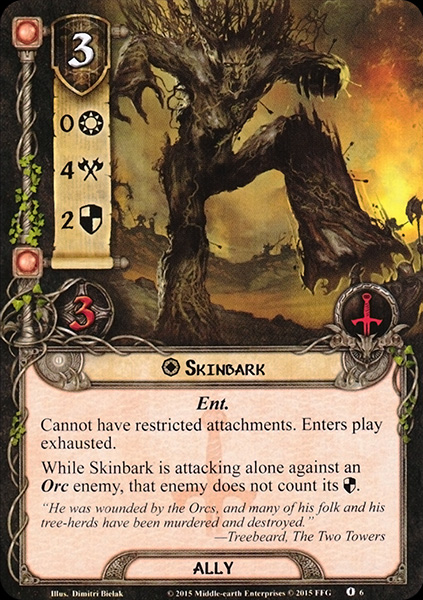 3
0
4
2
3
Skinbark
Ent.
Cannot have restricted attachments. Enters play
exhausted.
While Skinbark is attacking alone against an
Orc enemy, that enemy does not count its .
“He was wounded by the Orcs, and many of his folk and his
tree-herds have been murdered and destroyed.”
—Treebeard, The Two Towers
ALLY
Illus. Dimitri Bielak © 2015 Middle-earth Enterprises © 2015 FFG 6